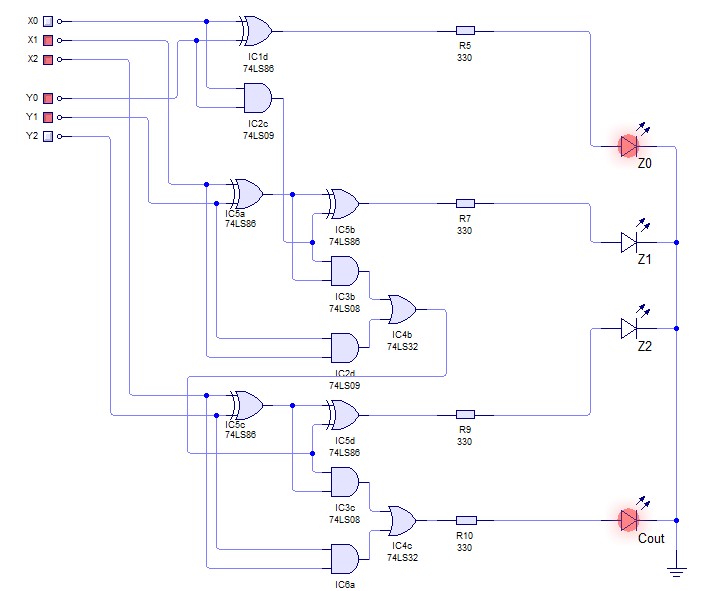 X0
X1
X2
Y0
Y1
Y2
IC1d
74LS86
R5
330
IC2c
74LS09
Z0
IC5a
74LS86
IC5b
74LS86
R7
330
Z1
IC3b
74LS08
IC4b
74LS32
Z2
IC2d
74LS09
IC5c
74LS86
IC5d
74LS86
R9
330
IC3c
74LS08
IC4c
74LS32
R10
330
Cout
IC6a